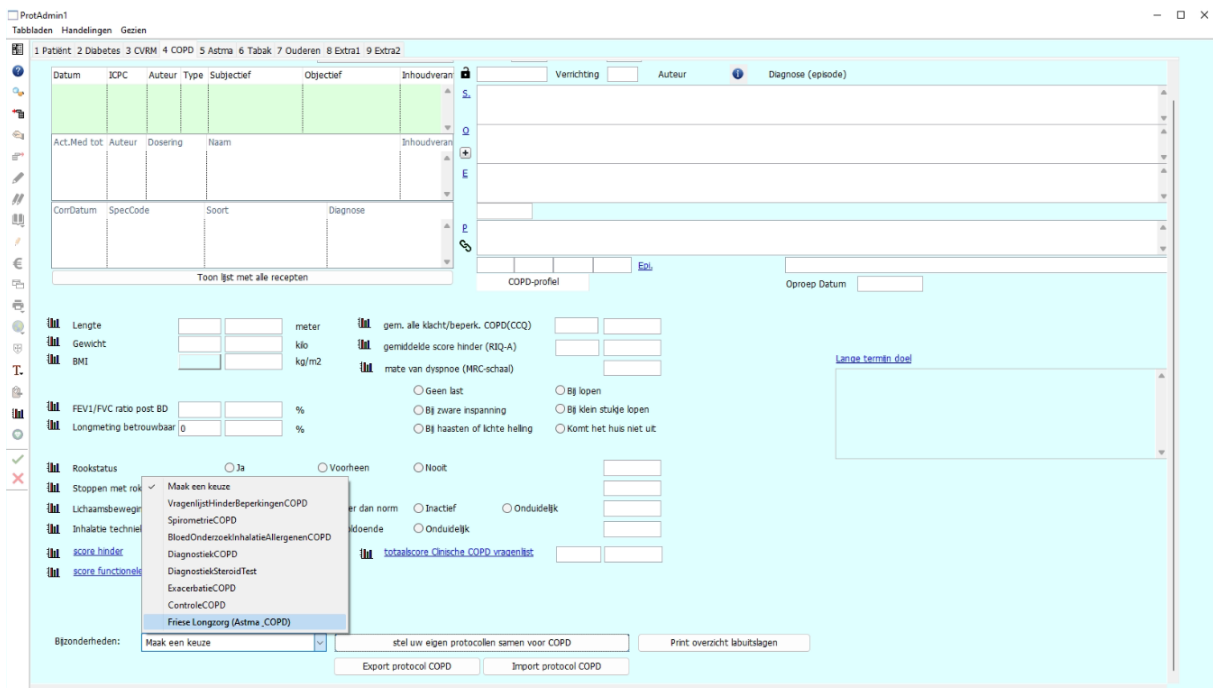 ProtAdmin1
Tabbladen Handelingen Gezien
1 Patiënt 2 Diabetes 3 CVRM 4 COPD 5 Astma 6 Tabak 7 Ouderen 8 Extra1 9 Extra2
Datum ICPC Auteur Type Subjectief Objectief Inhoudveran
Verrichting Auteur Diagnose (episode)
S.
O
Act.Med tot Auteur Dosering Naam Inhoudveran
E
CorrDatum SpecCode Soort Diagnose
P
Toon lijst met alle recepten
Epi.
COPD-profiel
Oproep Datum
Lengte meter gem. alle klacht/beperk. COPD(CCQ)
Gewicht kilo gemiddelde score hinder (RIQ-A)
BMI kg/m2 mate van dyspnoe (MRC-schaal)
Lange termijn doel
Geen last Bij lopen
FEV1/FVC ratio post BD % Bij zware inspanning Bij klein stukje lopen
Longmeting betrouwbaar 0 % Bij haasten of lichte helling Komt het huis niet uit
Rookstatus Ja Voorheen Nooit
Stoppen met rok
Lichaamsbewegin er dan norm Inactief Onduidelijk
Inhalatie techniel ldoende Onduidelijk
score hinder totaalscore Clinische COPD vragenlijst
score functionele
Maak een keuze
VragenlijstHinderBeperkingenCOPD
SpirometrieCOPD
BloedOnderzoekInhalatieAllergenenCOPD
DiagnostiekCOPD
DiagnostiekSteroidTest
ExacerbatieCOPD
ControleCOPD
Friese Longzorg (Astma ,COPD)
Bijzonderheden: Maak een keuze stel uw eigen protocollen samen voor COPD Print overzicht labuitslagen
Export protocol COPD Import protocol COPD